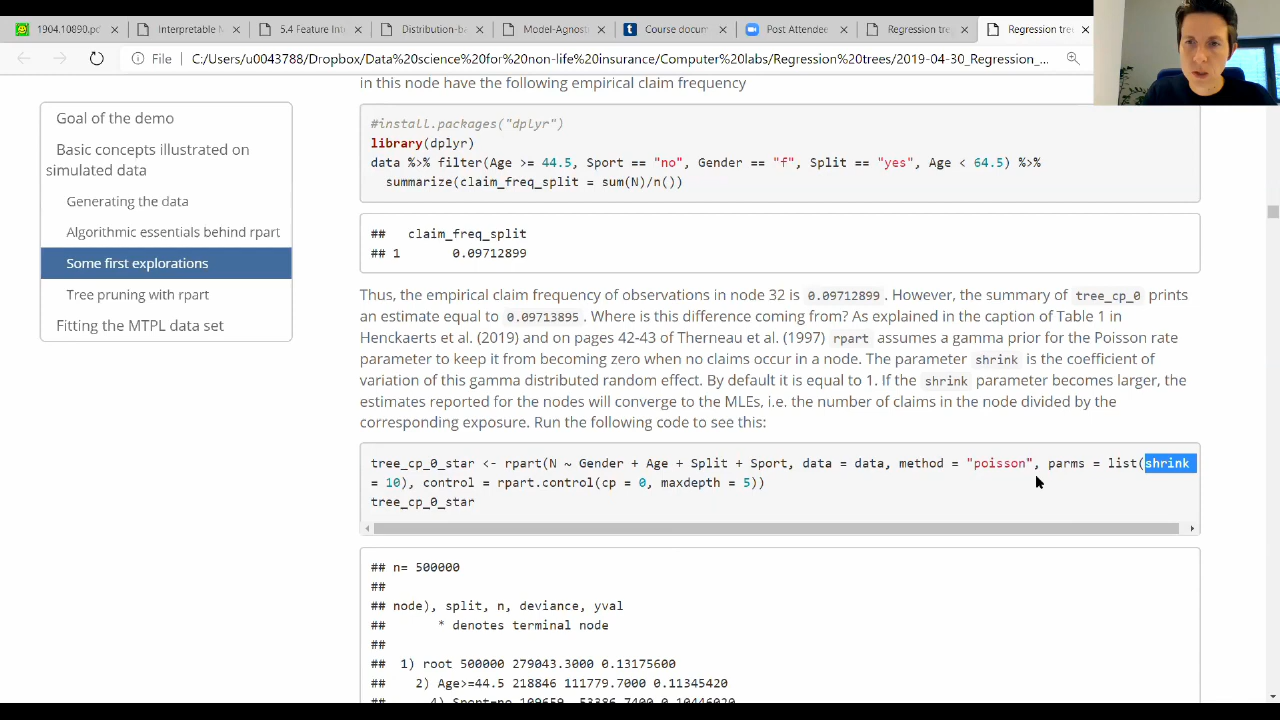 1904.10890.pdf
Interpretable M
5.4 Feature Int
Distribution-b
Model-Agnost
Course docum
Post Attendee
Regression tre
Regression tre
File C:/Users/u0043788/Dropbox/Data%20science%20for%20non-life%20insurance/Computer%20labs/Regression%20trees/2019-04-30_Regression_...
Goal of the demo
Basic concepts illustrated on
simulated data
Generating the data
Algorithmic essentials behind rpart
Some first explorations
Tree pruning with rpart
Fitting the MTPL data set
in this node have the following empirical claim frequency
#install.packages("dplyr")
library(dplyr)
data %>% filter(Age >= 44.5, Sport == "no", Gender == "f", Split == "yes", Age < 64.5) %>%
summarize(claim_freq_split = sum(N)/n())
## claim_freq_split
## 1 0.09712899
Thus, the empirical claim frequency of observations in node 32 is 0.09712899. However, the summary of tree_cp_0 prints
an estimate equal to 0.09713895. Where is this difference coming from? As explained in the caption of Table 1 in
Henckaerts et al. (2019) and on pages 42-43 of Therneau et al. (1997) rpart assumes a gamma prior for the Poisson rate
parameter to keep it from becoming zero when no claims occur in a node. The parameter shrink is the coefficient of
variation of this gamma distributed random effect. By default it is equal to 1. If the shrink parameter becomes larger, the
estimates reported for the nodes will converge to the MLEs, i.e. the number of claims in the node divided by the
corresponding exposure. Run the following code to see this:
tree_cp_0_star <- rpart(N ~ Gender + Age + Split + Sport, data = data, method = "poisson", parms = list(shrink
= 10), control = rpart.control(cp = 0, maxdepth = 5))
tree_cp_0_star
## n= 500000
##
## node), split, n, deviance, yval
## * denotes terminal node
##
## 1) root 500000 279043.3000 0.13175600
## 2) Age>=44.5 218846 111779.7000 0.11345420
## 4) Sport=no 109659 53386.7400 0.10446020